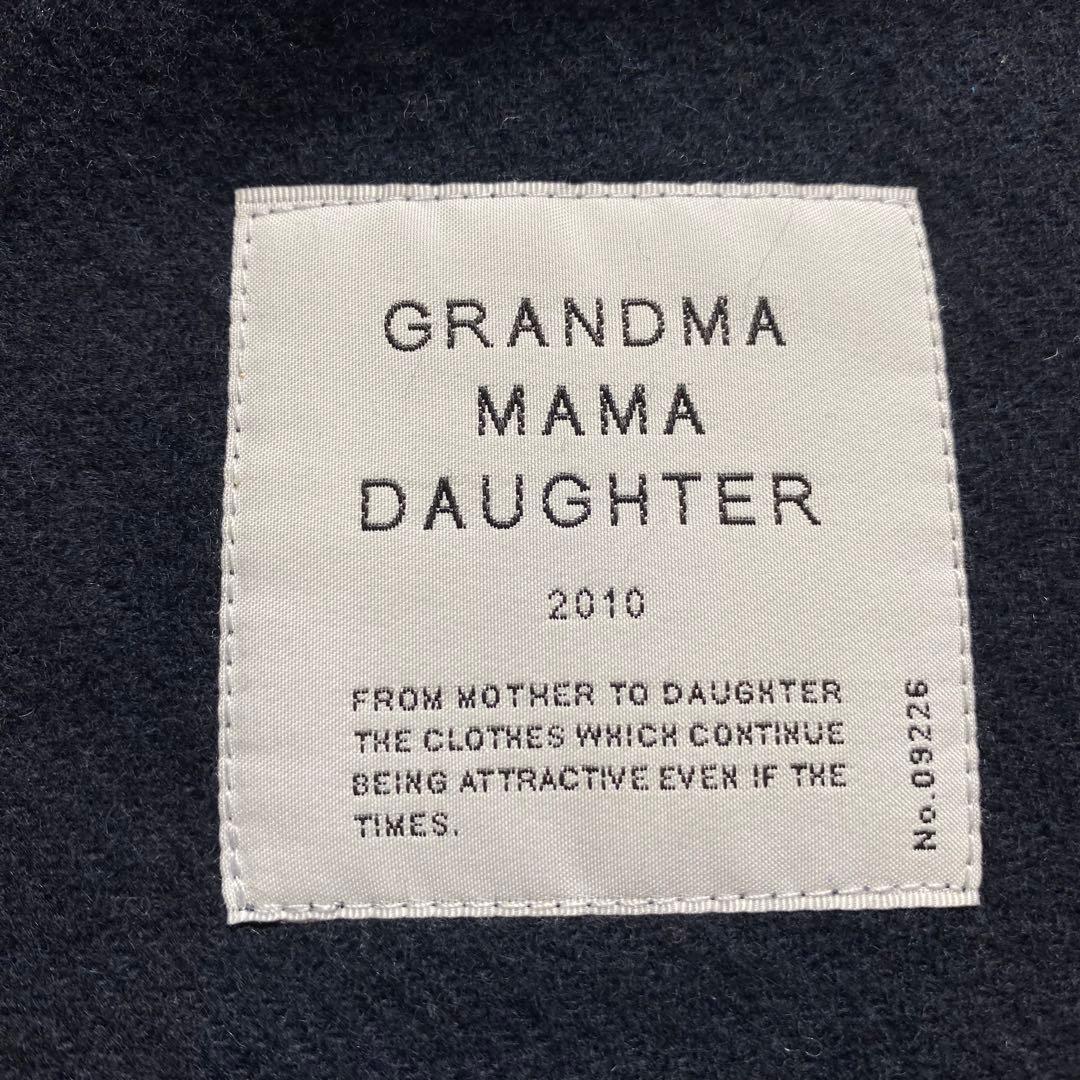 GRANDMA
MAMA
DAUGHTER
2010
FROM MOTHER TO DAUGHTER
THE CLOTHES WHICH CONTINUE
BEING ATTRACTIVE EVEN IF THE
TIMES.
No.09226